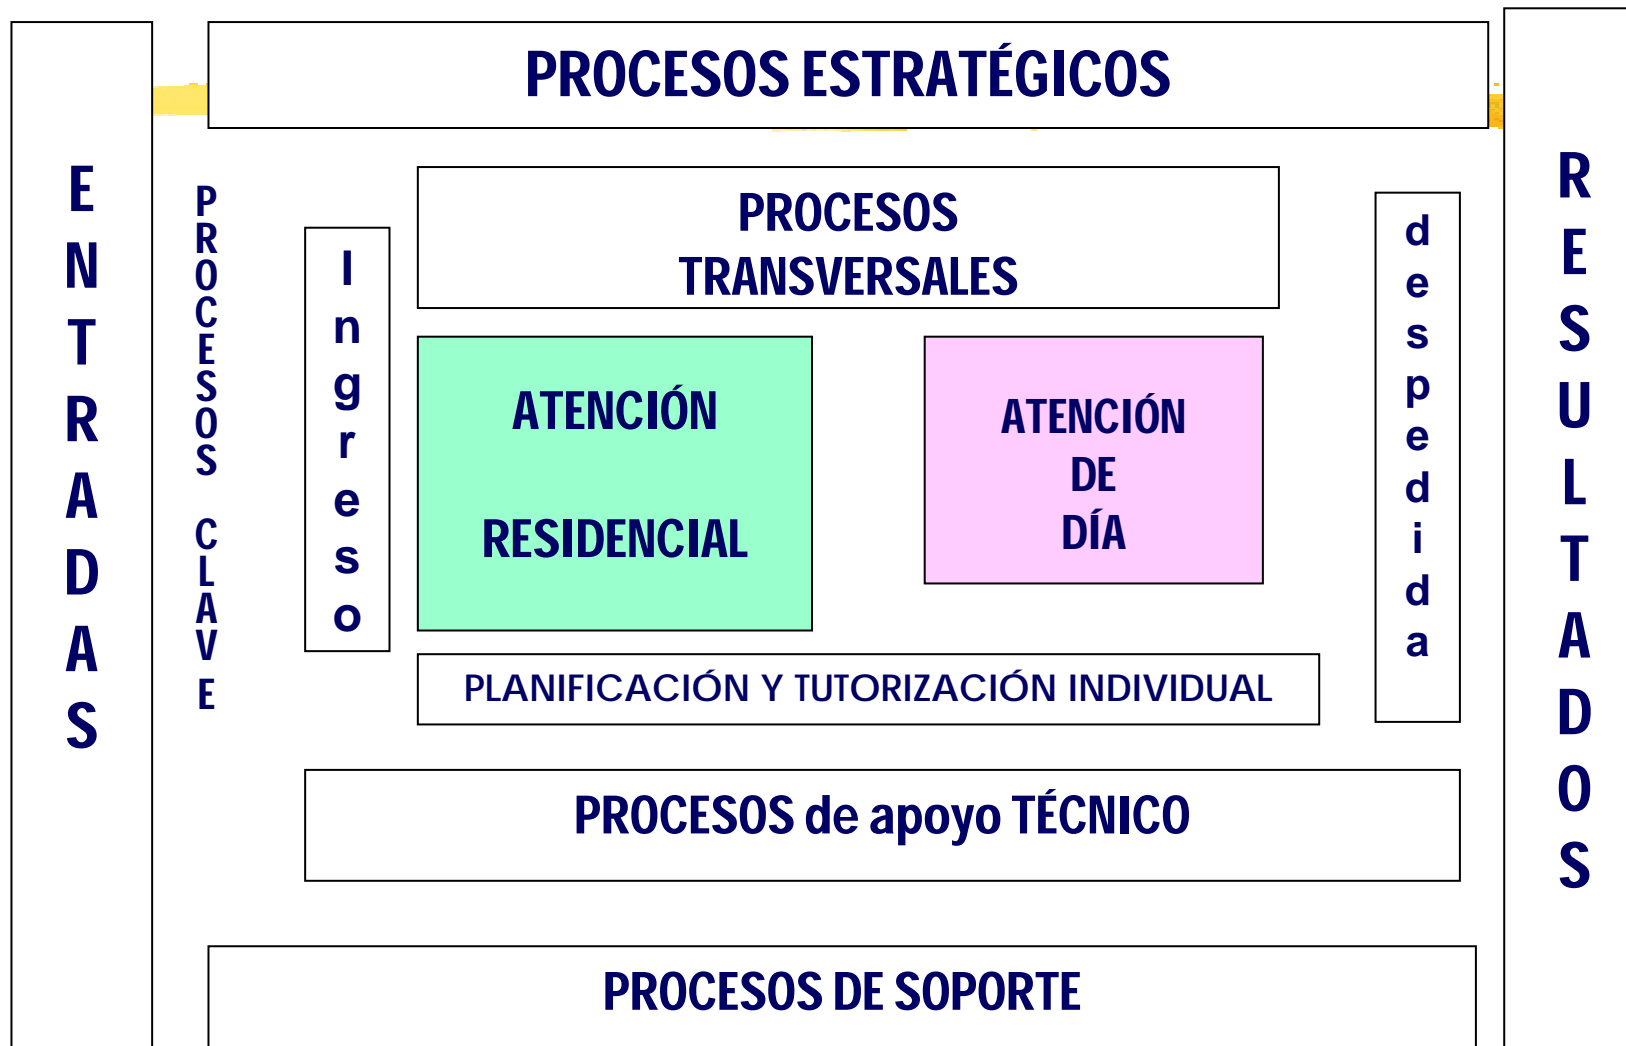 PROCESOS ESTRATÉGICOS
ENTRADAS
PROCESOS CLAVE
Ingreso
PROCESOS
TRANSVERSALES
ATENCIÓN
RESIDENCIAL
ATENCIÓN
DE
DÍA
PLANIFICACIÓN Y TUTORIZACIÓN INDIVIDUAL
despedida
RESULTADOS
PROCESOS de apoyo TÉCNICO
PROCESOS DE SOPORTE